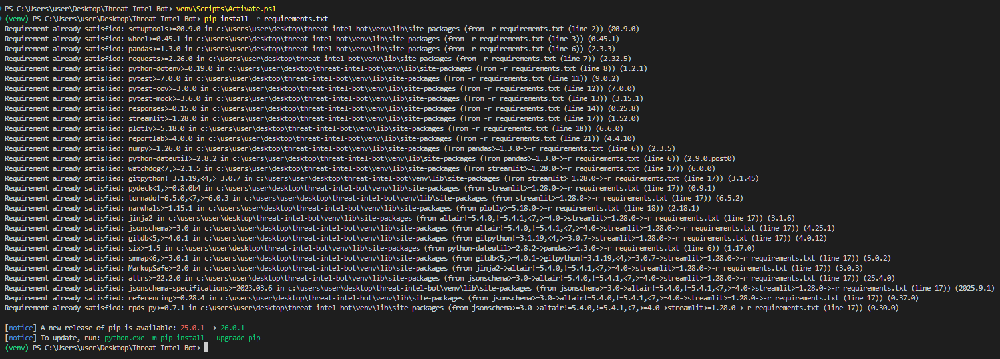 PS C:\Users\user\Desktop\Threat-Intel-Bot> venv\Scripts\Activate.ps1
(venv) PS C:\Users\user\Desktop\Threat-Intel-Bot> pip install -r requirements.txt
Requirement already satisfied: setuptools>=80.9.0 in c:\users\user\desktop\threat-intel-bot\venv\lib\site-packages (from -r requirements.txt (line 2)) (80.9.0)
Requirement already satisfied: wheel>=0.45.1 in c:\users\user\desktop\threat-intel-bot\venv\lib\site-packages (from -r requirements.txt (line 3)) (0.45.1)
Requirement already satisfied: pandas>=1.3.0 in c:\users\user\desktop\threat-intel-bot\venv\lib\site-packages (from -r requirements.txt (line 6)) (2.3.3)
Requirement already satisfied: requests>=2.26.0 in c:\users\user\desktop\threat-intel-bot\venv\lib\site-packages (from -r requirements.txt (line 7)) (2.32.5)
Requirement already satisfied: python-dotenv>=0.19.0 in c:\users\user\desktop\threat-intel-bot\venv\lib\site-packages (from -r requirements.txt (line 8)) (1.2.1)
Requirement already satisfied: pytest>=7.0.0 in c:\users\user\desktop\threat-intel-bot\venv\lib\site-packages (from -r requirements.txt (line 11)) (9.0.2)
Requirement already satisfied: pytest-cov>=3.0.0 in c:\users\user\desktop\threat-intel-bot\venv\lib\site-packages (from -r requirements.txt (line 12)) (7.0.0)
Requirement already satisfied: pytest-mock>=3.6.0 in c:\users\user\desktop\threat-intel-bot\venv\lib\site-packages (from -r requirements.txt (line 13)) (3.15.1)
Requirement already satisfied: responses>=0.15.0 in c:\users\user\desktop\threat-intel-bot\venv\lib\site-packages (from -r requirements.txt (line 14)) (0.25.8)
Requirement already satisfied: streamlit>=1.28.0 in c:\users\user\desktop\threat-intel-bot\venv\lib\site-packages (from -r requirements.txt (line 17)) (1.52.0)
Requirement already satisfied: plotly>=5.18.0 in c:\users\user\desktop\threat-intel-bot\venv\lib\site-packages (from -r requirements.txt (line 18)) (6.6.0)
Requirement already satisfied: reportlab>=4.0.0 in c:\users\user\desktop\threat-intel-bot\venv\lib\site-packages (from -r requirements.txt (line 21)) (4.4.10)
Requirement already satisfied: numpy>=1.26.0 in c:\users\user\desktop\threat-intel-bot\venv\lib\site-packages (from pandas>=1.3.0->-r requirements.txt (line 6)) (2.3.5)
Requirement already satisfied: python-dateutil>=2.8.2 in c:\users\user\desktop\threat-intel-bot\venv\lib\site-packages (from pandas>=1.3.0->-r requirements.txt (line 6)) (2.9.0.post0)
Requirement already satisfied: watchdog<7,>=2.1.5 in c:\users\user\desktop\threat-intel-bot\venv\lib\site-packages (from streamlit>=1.28.0->-r requirements.txt (line 17)) (6.0.0)
Requirement already satisfied: gitpython!=3.1.19,<4,>=3.0.7 in c:\users\user\desktop\threat-intel-bot\venv\lib\site-packages (from streamlit>=1.28.0->-r requirements.txt (line 17)) (3.1.45)
Requirement already satisfied: pydeck<1,>=0.8.0b4 in c:\users\user\desktop\threat-intel-bot\venv\lib\site-packages (from streamlit>=1.28.0->-r requirements.txt (line 17)) (0.9.1)
Requirement already satisfied: tornado!=6.5.0,<7,>=6.0.3 in c:\users\user\desktop\threat-intel-bot\venv\lib\site-packages (from streamlit>=1.28.0->-r requirements.txt (line 17)) (6.5.2)
Requirement already satisfied: narwhals>=1.15.1 in c:\users\user\desktop\threat-intel-bot\venv\lib\site-packages (from plotly>=5.18.0->-r requirements.txt (line 18)) (2.18.1)
Requirement already satisfied: jinja2 in c:\users\user\desktop\threat-intel-bot\venv\lib\site-packages (from altair!=5.4.0,!=5.4.1,<7,>=4.0->streamlit>=1.28.0->-r requirements.txt (line 17)) (3.1.6)
Requirement already satisfied: jsonschema>=3.0 in c:\users\user\desktop\threat-intel-bot\venv\lib\site-packages (from altair!=5.4.0,!=5.4.1,<7,>=4.0->streamlit>=1.28.0->-r requirements.txt (line 17)) (4.25.1)
Requirement already satisfied: gitdb<5,>=4.0.1 in c:\users\user\desktop\threat-intel-bot\venv\lib\site-packages (from gitpython!=3.1.19,<4,>=3.0.7->streamlit>=1.28.0->-r requirements.txt (line 17)) (4.0.12)
Requirement already satisfied: six>=1.5 in c:\users\user\desktop\threat-intel-bot\venv\lib\site-packages (from python-dateutil>=2.8.2->pandas>=1.3.0->-r requirements.txt (line 6)) (1.17.0)
Requirement already satisfied: smmap<6,>=3.0.1 in c:\users\user\desktop\threat-intel-bot\venv\lib\site-packages (from gitdb<5,>=4.0.1->gitpython!=3.1.19,<4,>=3.0.7->streamlit>=1.28.0->-r requirements.txt (line 17)) (5.0.2)
Requirement already satisfied: MarkupSafe>=2.0 in c:\users\user\desktop\threat-intel-bot\venv\lib\site-packages (from jinja2->altair!=5.4.0,!=5.4.1,<7,>=4.0->streamlit>=1.28.0->-r requirements.txt (line 17)) (3.0.3)
Requirement already satisfied: attrs>=22.2.0 in c:\users\user\desktop\threat-intel-bot\venv\lib\site-packages (from jsonschema>=3.0->altair!=5.4.0,!=5.4.1,<7,>=4.0->streamlit>=1.28.0->-r requirements.txt (line 17)) (25.4.0)
Requirement already satisfied: jsonschema-specifications>=2023.03.6 in c:\users\user\desktop\threat-intel-bot\venv\lib\site-packages (from jsonschema>=3.0->altair!=5.4.0,!=5.4.1,<7,>=4.0->streamlit>=1.28.0->-r requirements.txt (line 17)) (2025.9.1)
Requirement already satisfied: referencing>=0.28.4 in c:\users\user\desktop\threat-intel-bot\venv\lib\site-packages (from jsonschema>=3.0->altair!=5.4.0,!=5.4.1,<7,>=4.0->streamlit>=1.28.0->-r requirements.txt (line 17)) (0.37.0)
Requirement already satisfied: rpds-py>=0.7.1 in c:\users\user\desktop\threat-intel-bot\venv\lib\site-packages (from jsonschema>=3.0->altair!=5.4.0,!=5.4.1,<7,>=4.0->streamlit>=1.28.0->-r requirements.txt (line 17)) (0.30.0)
[notice] A new release of pip is available: 25.0.1 -> 26.0.1
[notice] To update, run: python.exe -m pip install --upgrade pip
(venv) PS C:\Users\user\Desktop\Threat-Intel-Bot>